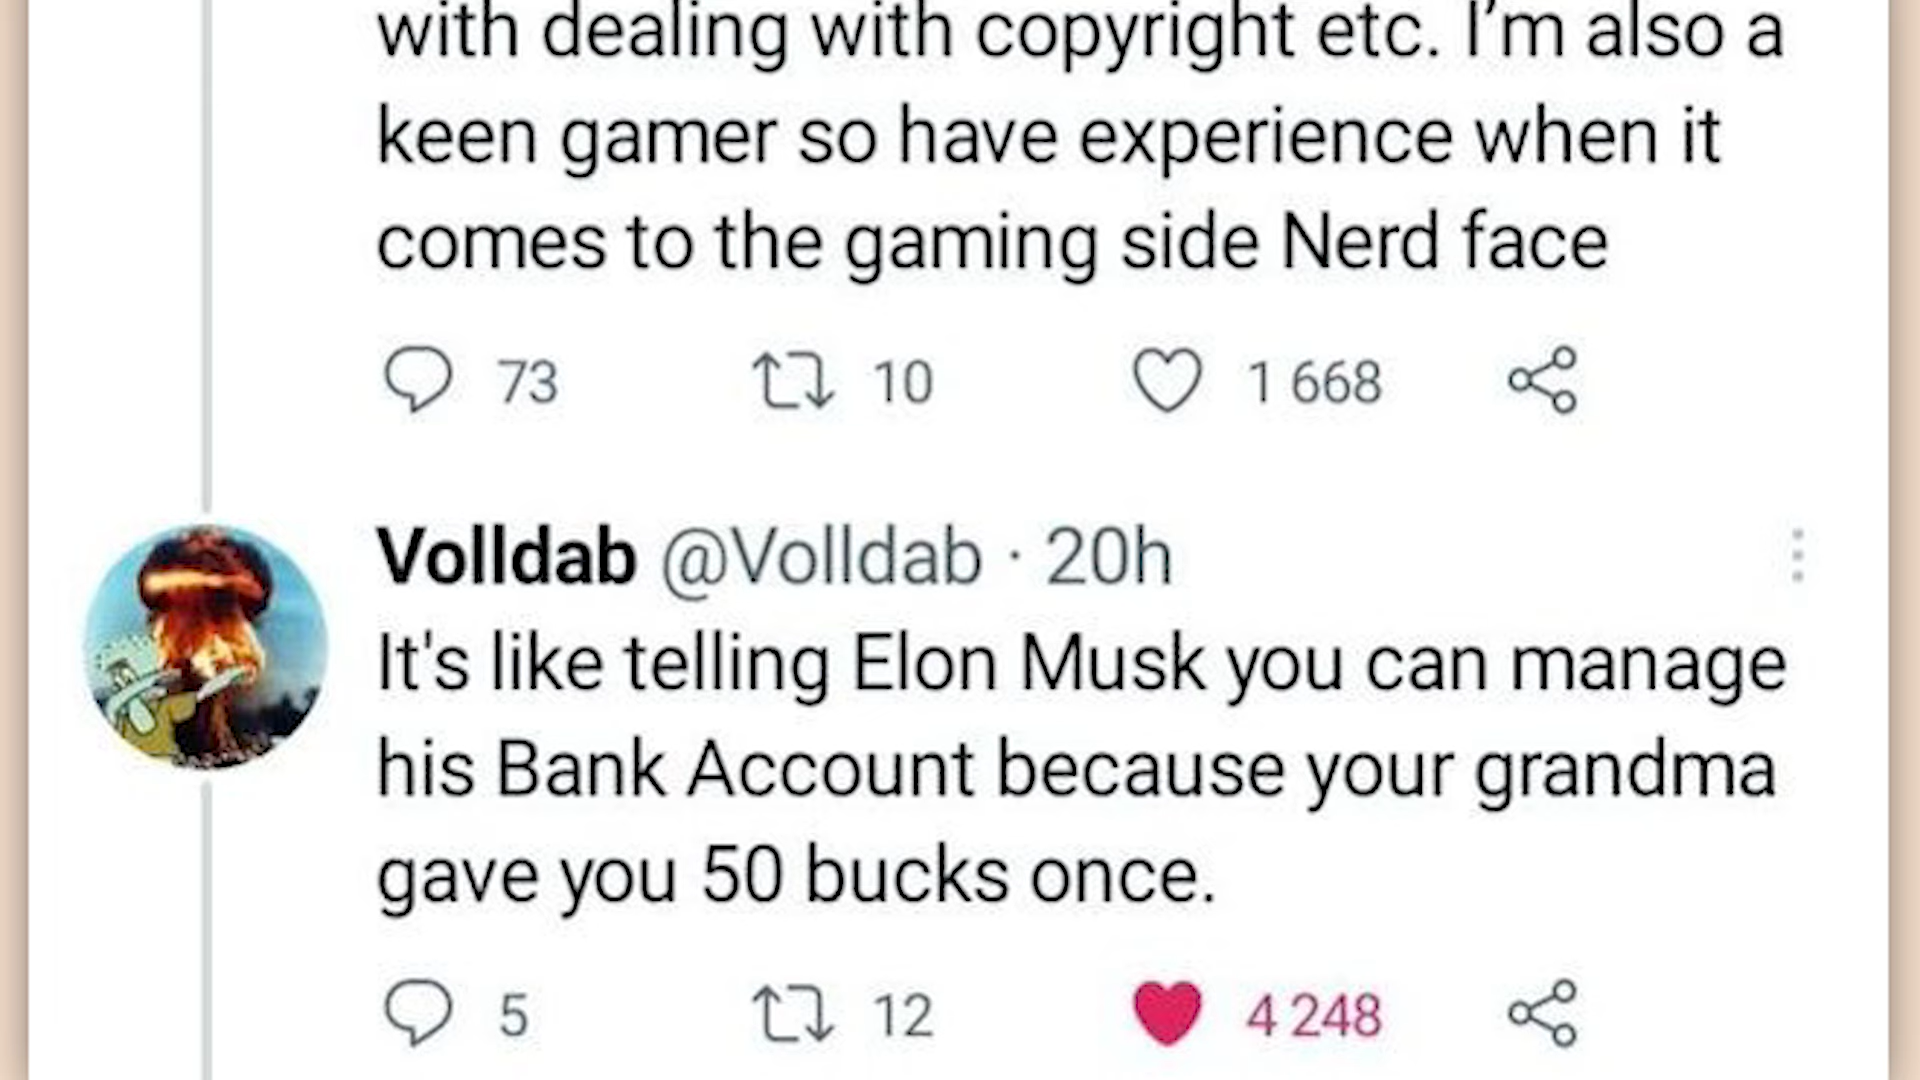 with dealing with copyright etc. I'm also a
keen gamer so have experience when it
comes to the gaming side Nerd face
73 10 1 668
Volldab @Volldab · 20h
It's like telling Elon Musk you can manage
his Bank Account because your grandma
gave you 50 bucks once.
5 12 4 248